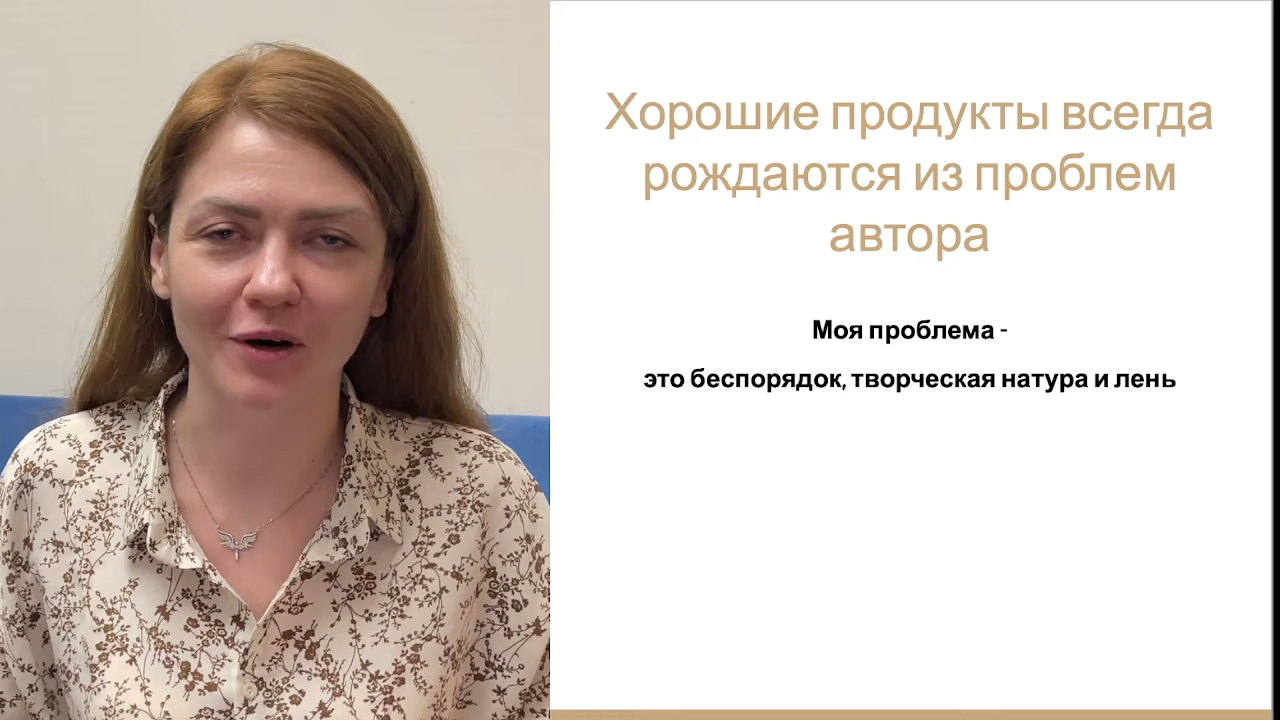 Хорошие продукты всегда
рождаются из проблем
автора
Моя проблема -
это беспорядок, творческая натура и лень